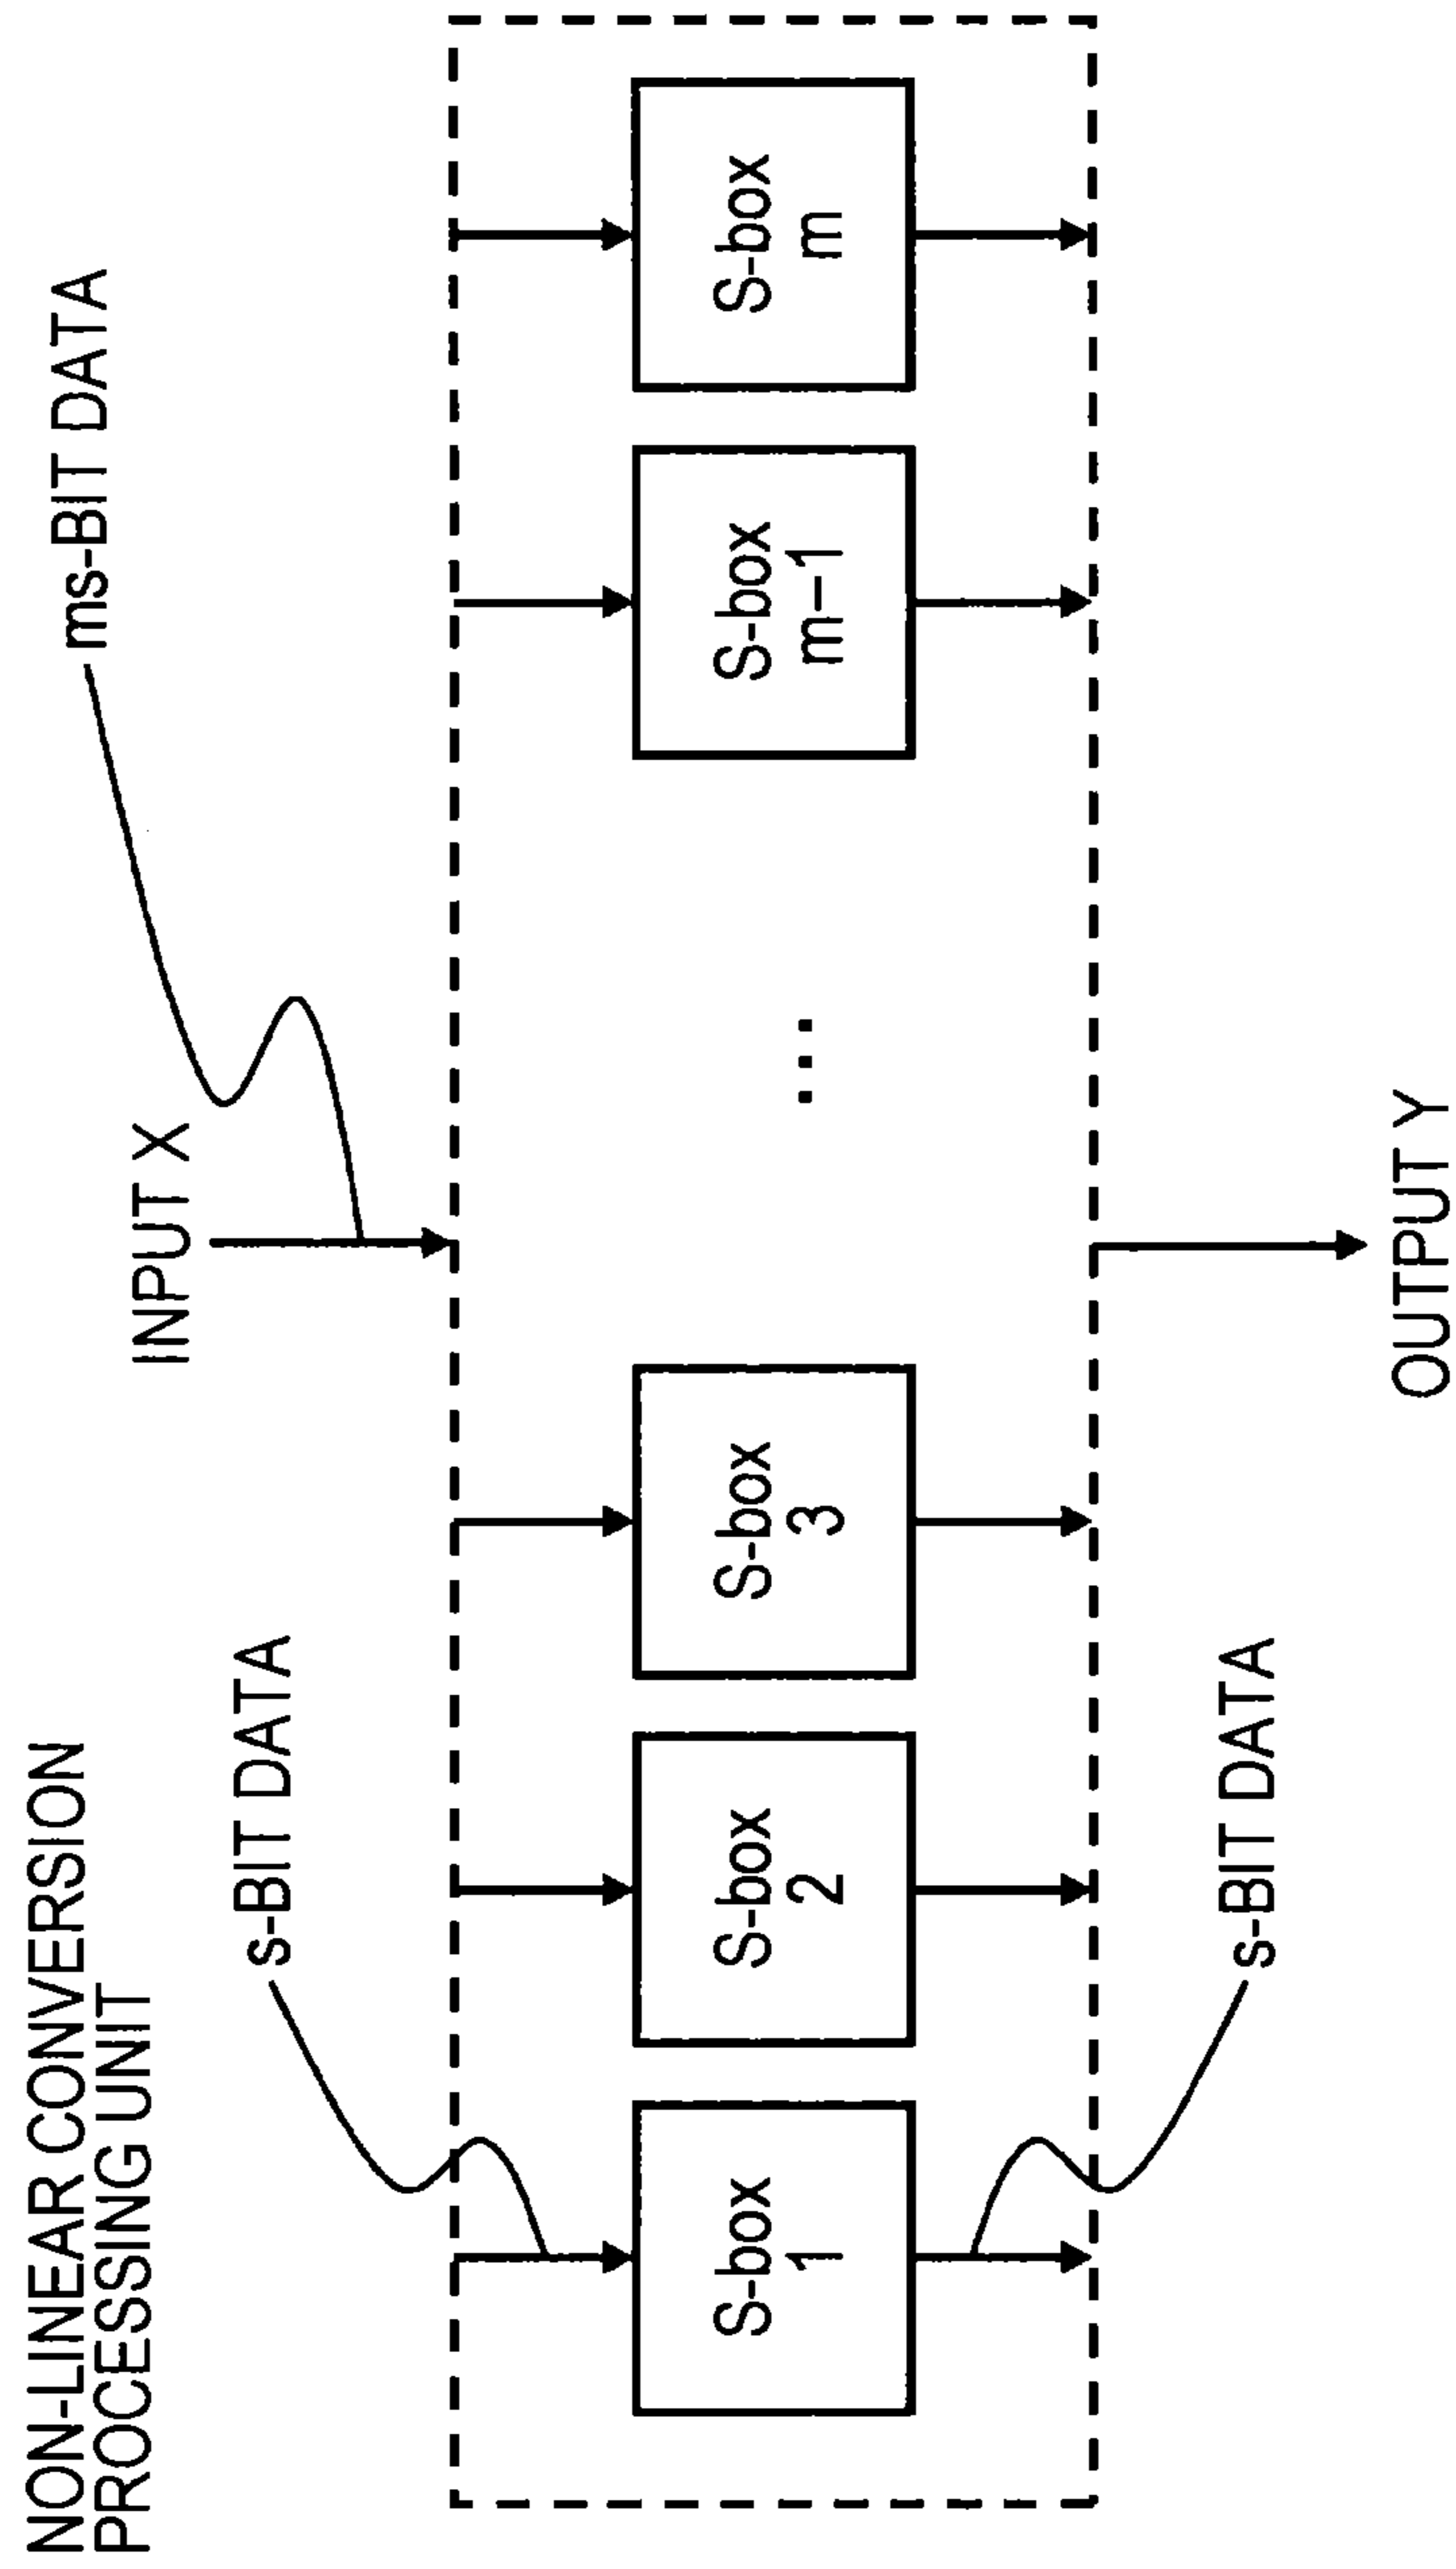 NON-LINEAR CONVERSION
PROCESSING UNIT
INPUT X
ms-BIT DATA
s-BIT DATA
S-box
1
S-box
2
S-box
3
...
S-box
m-1
S-box
m
s-BIT DATA
OUTPUT Y